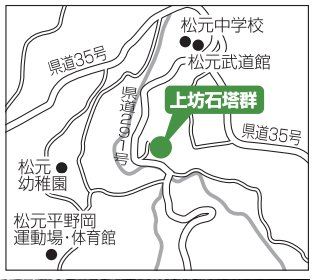 松元中学校
松元武道館
県道35号
県道291号
上坊石塔群
県道35号
松元
幼稚園
松元平野岡
運動場・体育館